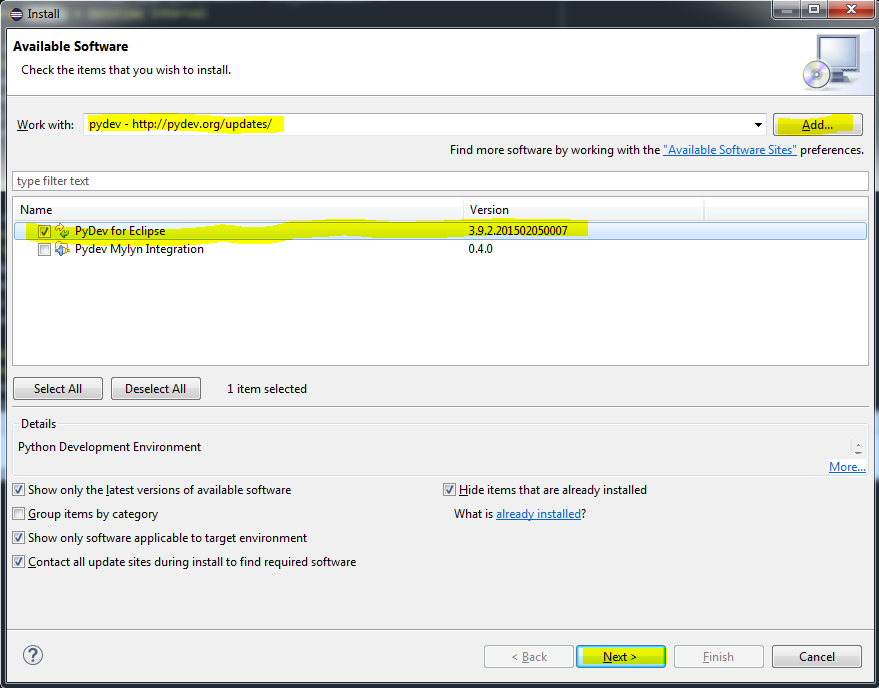 Install
Available Software
Check the items that you wish to install.
Work with: pydev - http://pydev.org/updates/ Add...
Find more software by working with the "Available Software Sites" preferences.
type filter text
Name Version
PyDev for Eclipse 3.9.2.201502050007
Pydev Mylyn Integration 0.4.0
Select All Deselect All 1 item selected
Details
Python Development Environment
More...
Show only the latest versions of available software Hide items that are already installed
Group items by category What is already installed?
Show only software applicable to target environment
Contact all update sites during install to find required software
? < Back Next > Finish Cancel